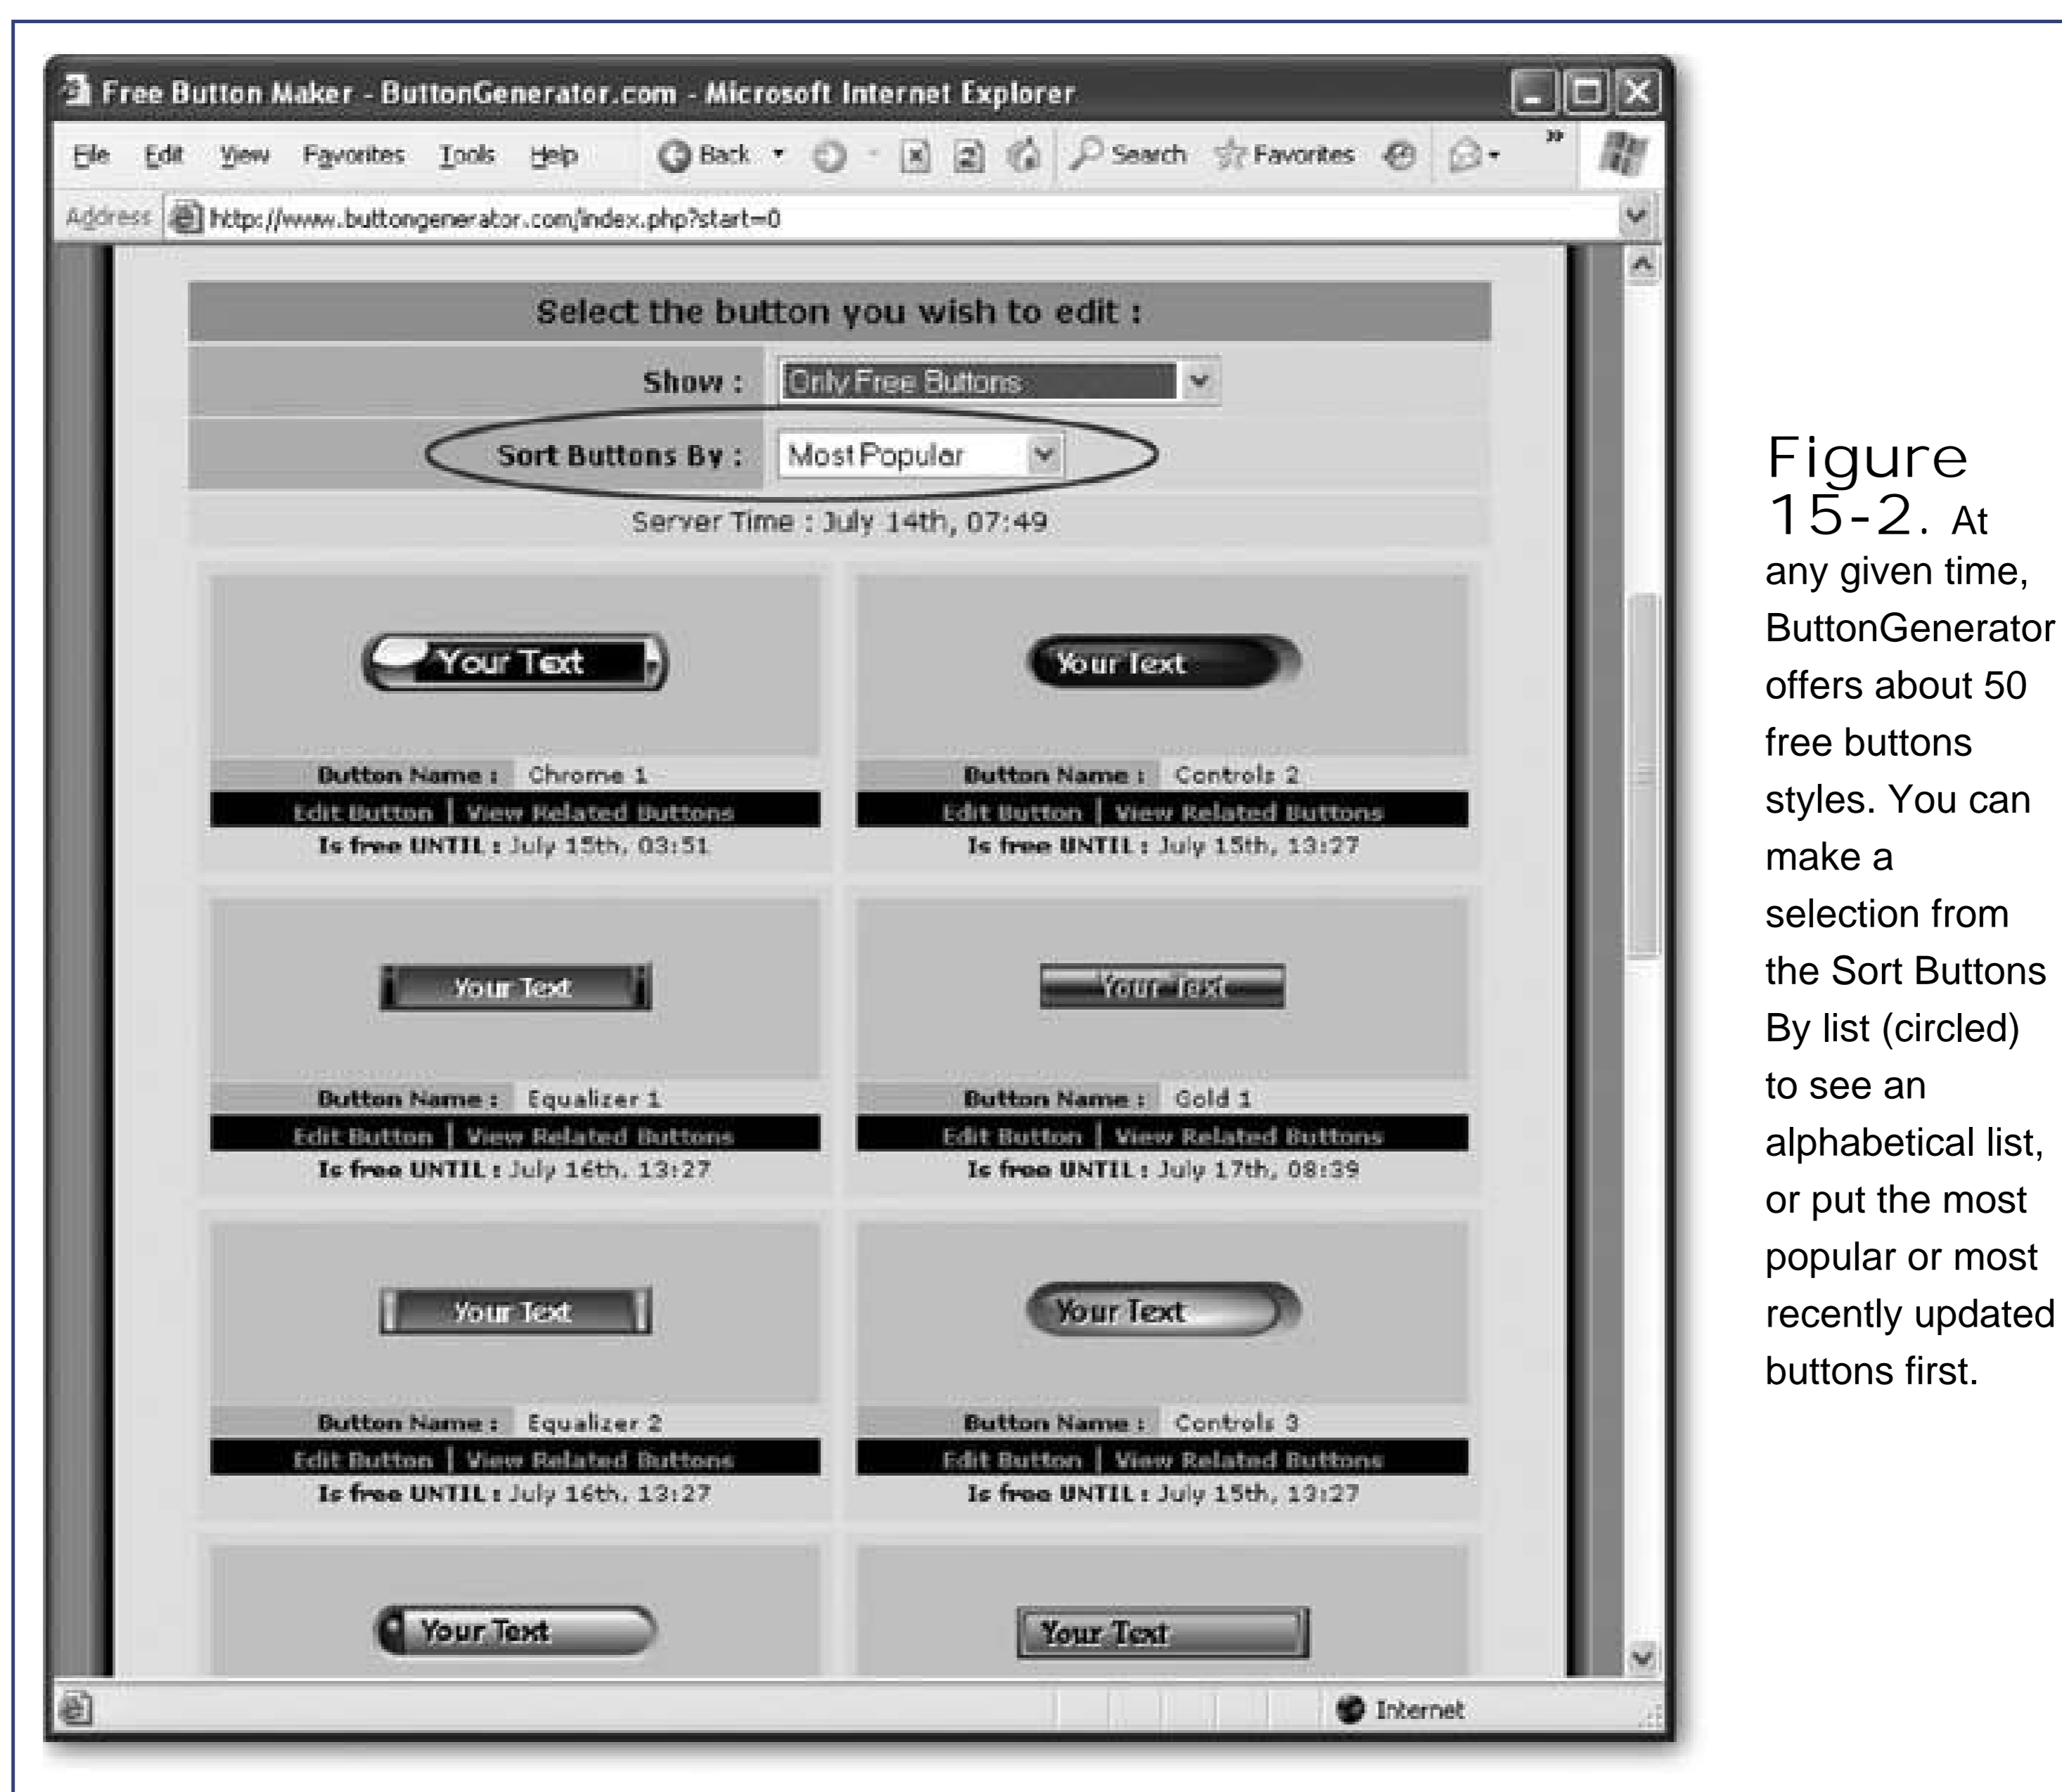 Free Button Maker - ButtonGenerator.com - Microsoft Internet Explorer
File Edit View Favorites Tools Help Back Search Favorites
Address http://www.buttongenerator.com/index.php?start=0
Select the button you wish to edit :
Show : Only Free Buttons
Sort Buttons By : Most Popular
Server Time : July 14th, 07:49
Your Text Your Text
Button Name : Chrome 1 Button Name : Controls 2
Edit Button | View Related Buttons Edit Button | View Related Buttons
Is free UNTIL : July 15th, 03:51 Is free UNTIL : July 15th, 13:27
Your Text Your Text
Button Name : Equalizer 1 Button Name : Gold 1
Edit Button | View Related Buttons Edit Button | View Related Buttons
Is free UNTIL : July 16th, 13:27 Is free UNTIL : July 17th, 08:39
Your Text Your Text
Button Name : Equalizer 2 Button Name : Controls 3
Edit Button | View Related Buttons Edit Button | View Related Buttons
Is free UNTIL : July 16th, 13:27 Is free UNTIL : July 15th, 13:27
Your Text Your Text
Internet
Figure
15-2. At
any given time,
ButtonGenerator
offers about 50
free buttons
styles. You can
make a
selection from
the Sort Buttons
By list (circled)
to see an
alphabetical list,
or put the most
popular or most
recently updated
buttons first.